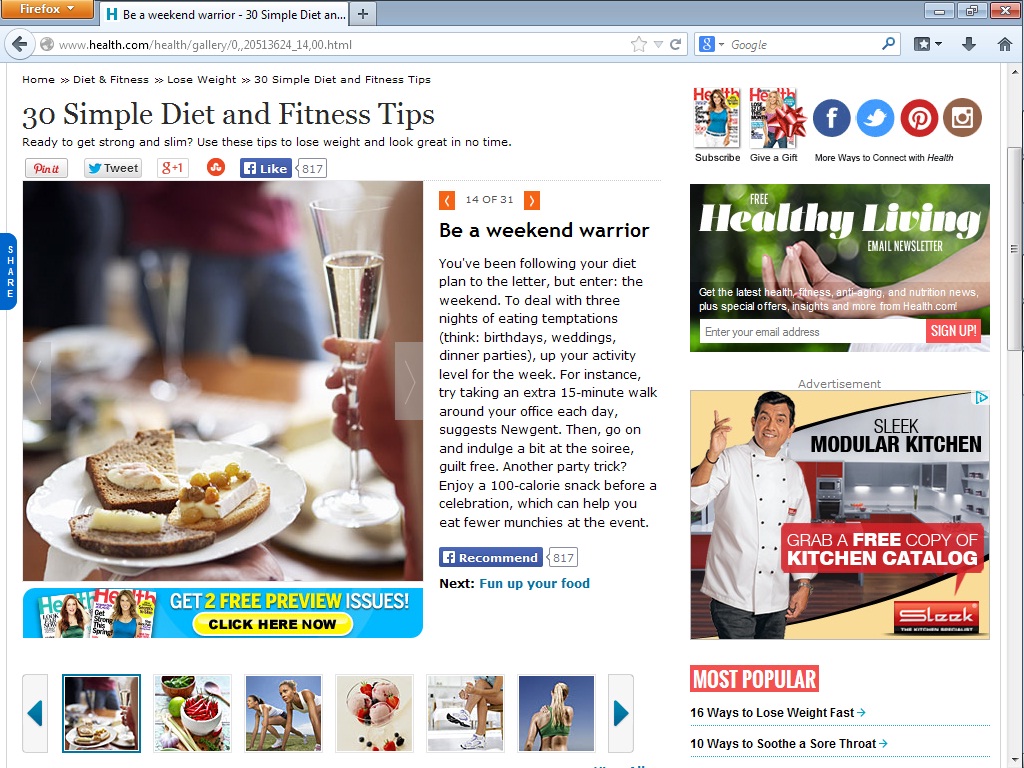 Firefox
Be a weekend warrior - 30 Simple Diet an...
www.health.com/health/gallery/0,,20513624_14,00.html
Google
Home >> Diet & Fitness >> Lose Weight >> 30 Simple Diet and Fitness Tips
30 Simple Diet and Fitness Tips
Ready to get strong and slim? Use these tips to lose weight and look great in no time.
Pin it
Tweet
g+1
Like
817
SHARE
14 OF 31
Be a weekend warrior
You've been following your diet
plan to the letter, but enter: the
weekend. To deal with three
nights of eating temptations
(think: birthdays, weddings,
dinner parties), up your activity
level for the week. For instance,
try taking an extra 15-minute walk
around your office each day,
suggests Newgent. Then, go on
and indulge a bit at the soiree,
guilt free. Another party trick?
Enjoy a 100-calorie snack before a
celebration, which can help you
eat fewer munchies at the event.
Recommend
817
Next: Fun up your food
GET 2 FREE PREVIEW ISSUES!
CLICK HERE NOW
Health
Health
Subscribe
Give a Gift
More Ways to Connect with Health
FREE
Healthy Living
EMAIL NEWSLETTER
Get the latest health, fitness, anti-aging, and nutrition news,
plus special offers, insights and more from Health.com!
Enter your email address
SIGN UP!
Advertisement
SLEEK
MODULAR KITCHEN
GRAB A FREE COPY OF
KITCHEN CATALOG
Sleek
THE KITCHEN SPECIALIST
MOST POPULAR
16 Ways to Lose Weight Fast
10 Ways to Soothe a Sore Throat